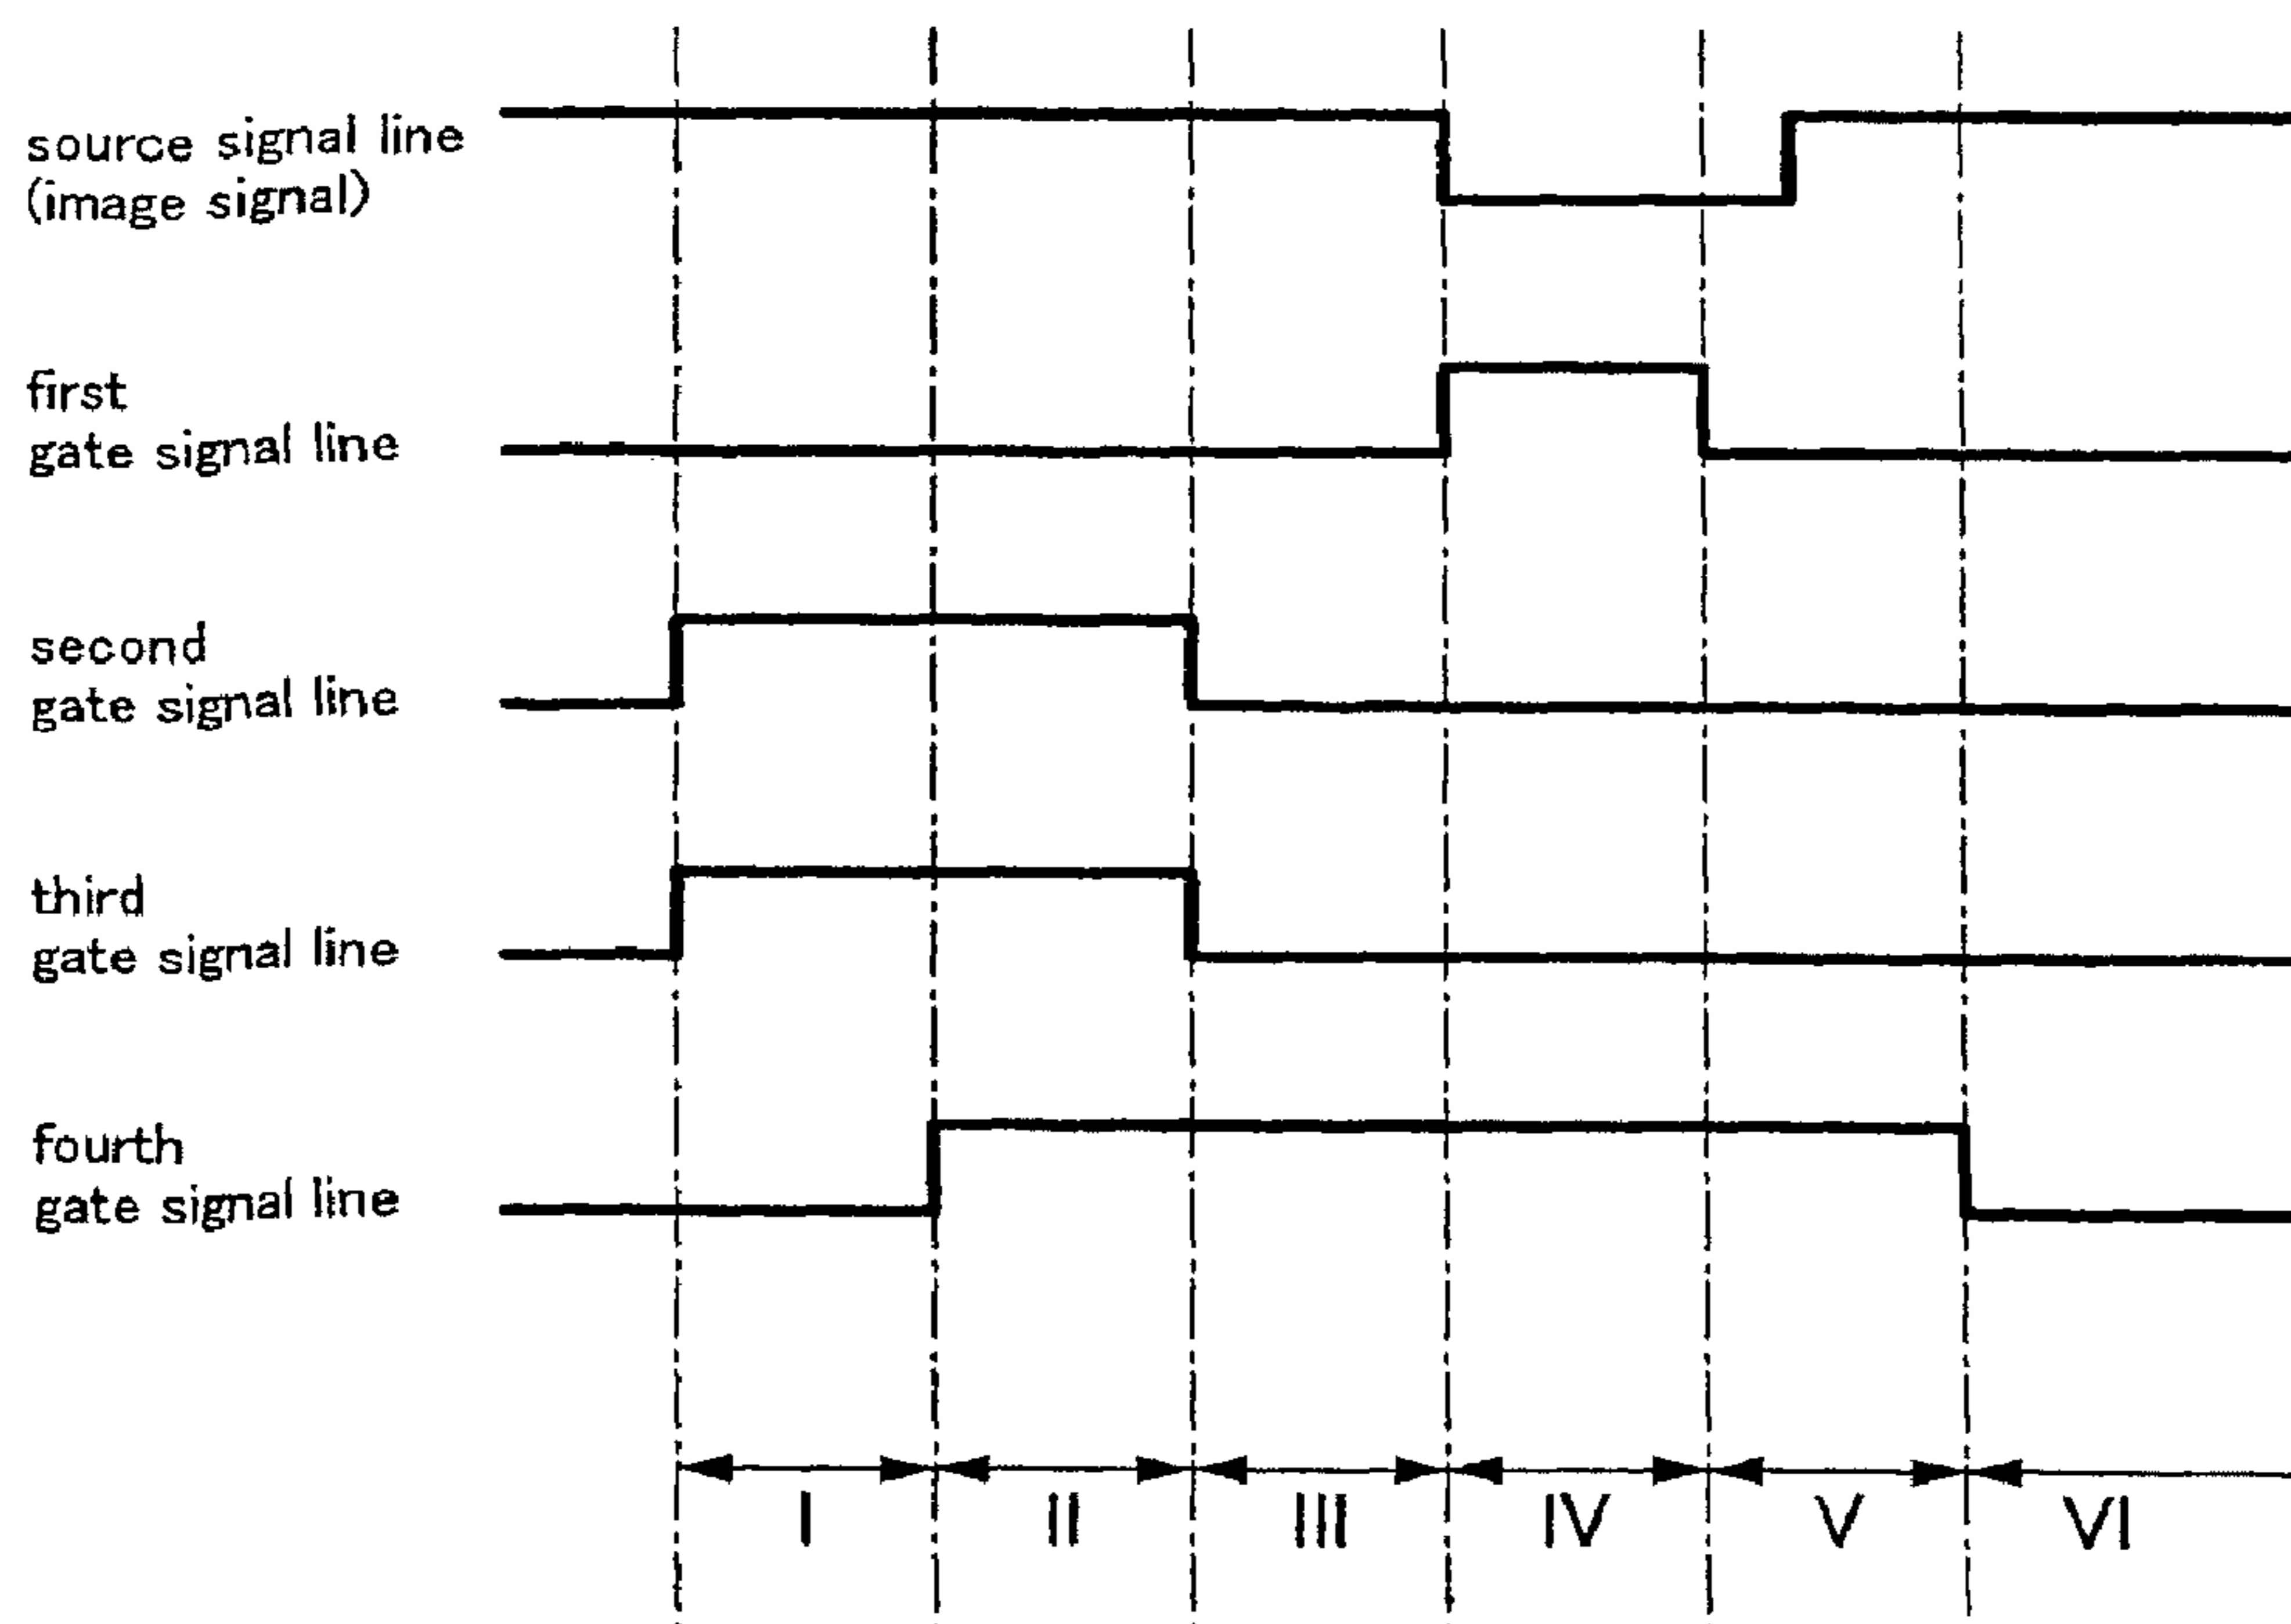 source signal line
(image signal)
first
gate signal line
second
gate signal line
third
gate signal line
fourth
gate signal line
I II III IV V VI